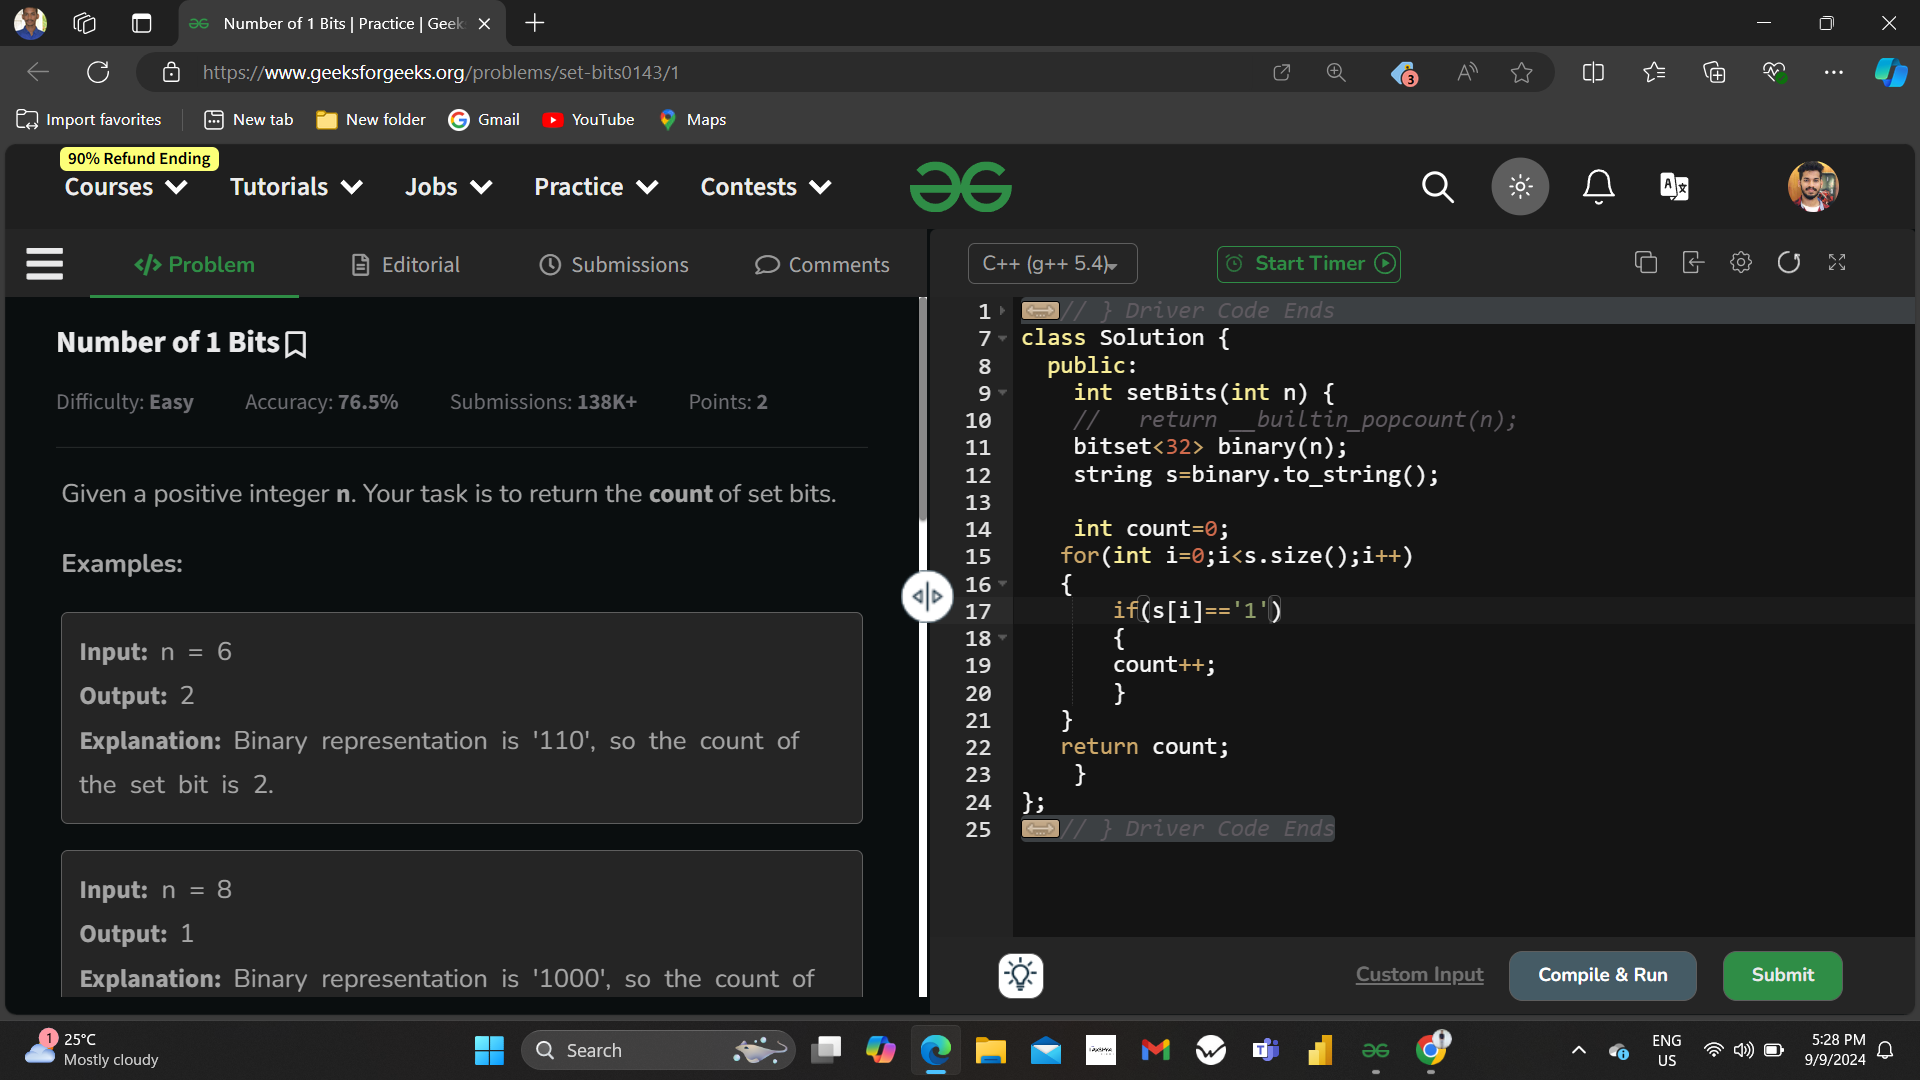 Number of 1 Bits | Practice | Geek
https://www.geeksforgeeks.org/problems/set-bits0143/1
3
Import favorites New tab New folder Gmail YouTube Maps
90% Refund Ending
Courses Tutorials Jobs Practice Contests
Problem Editorial Submissions Comments
C++ (g++ 5.4) Start Timer
Number of 1 Bits
Difficulty: Easy Accuracy: 76.5% Submissions: 138K+ Points: 2
Given a positive integer n. Your task is to return the count of set bits.
Examples:
Input: n = 6
Output: 2
Explanation: Binary representation is '110', so the count of
the set bit is 2.
Input: n = 8
Output: 1
Explanation: Binary representation is '1000', so the count of
1 // } Driver Code Ends
7 class Solution {
8 public:
9 int setBits(int n) {
10 // return __builtin_popcount(n);
11 bitset<32> binary(n);
12 string s=binary.to_string();
13
14 int count=0;
15 for(int i=0;i<s.size();i++)
16 {
17 if(s[i]=='1')
18 {
19 count++;
20 }
21 }
22 return count;
23 }
24 };
25 // } Driver Code Ends
Custom Input Compile & Run Submit
1
25°C
Mostly cloudy
Search
ENG
US
5:28 PM
9/9/2024